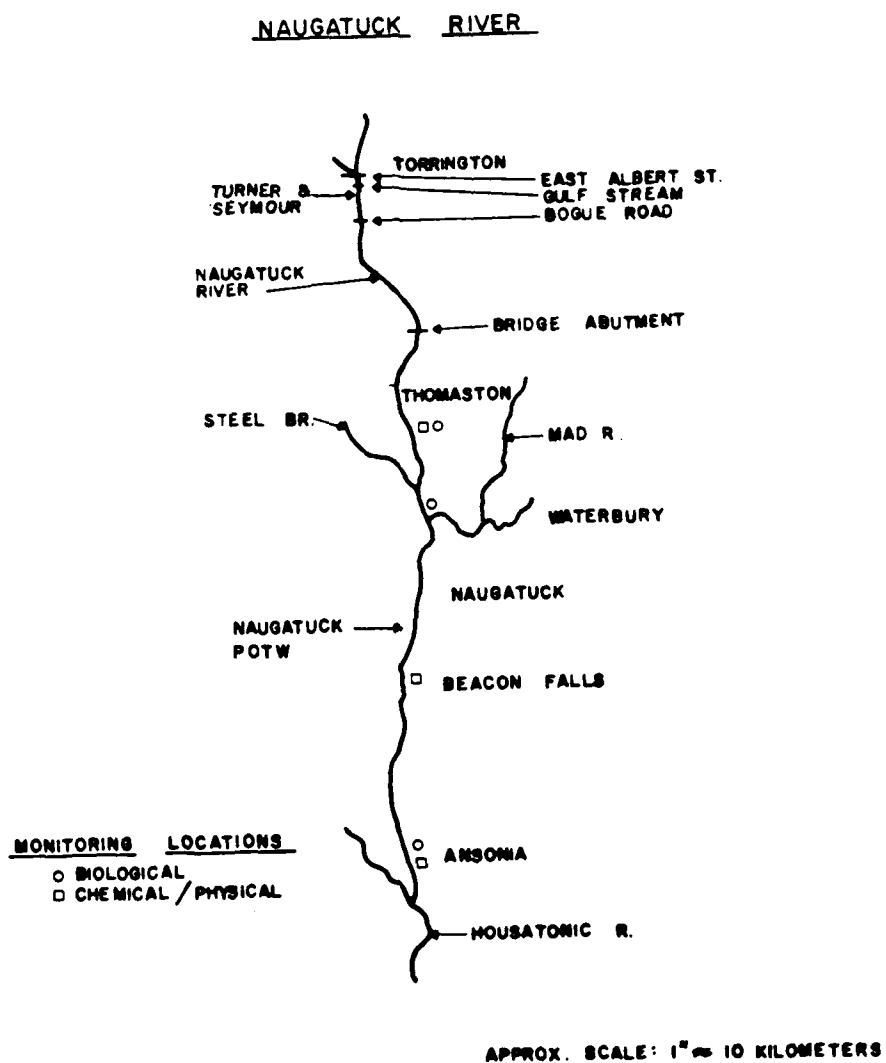 NAUGATUCK RIVER
TORRINGTON
EAST ALBERT ST.
TURNER &
SEYMOUR
GULF STREAM
BOGUE ROAD
NAUGATUCK
RIVER
BRIDGE ABUTMENT
THOMASTON
STEEL BR.
MAD R.
WATERBURY
NAUGATUCK
NAUGATUCK
POTW
BEACON FALLS
MONITORING LOCATIONS
○ BIOLOGICAL
□ CHEMICAL / PHYSICAL
ANSONIA
HOUSATONIC R.
APPROX. SCALE: 1" ≈ 10 KILOMETERS